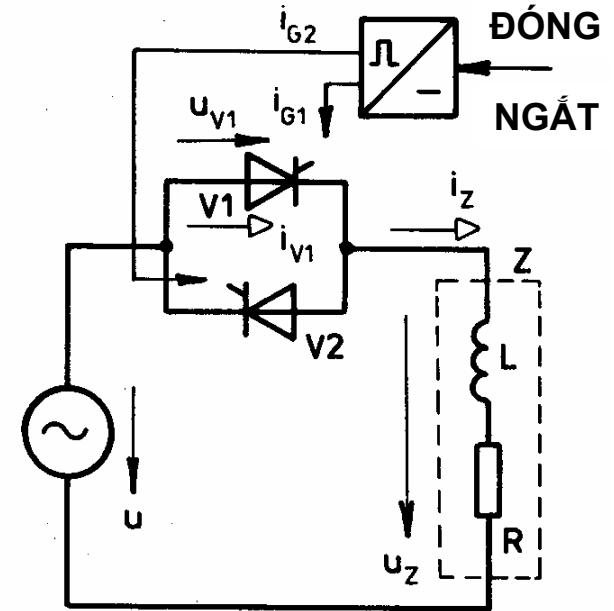 i_G2
ĐÓNG
u_V1
i_G1
NGẮT
V1
i_V1
i_Z
Z
V2
L
u
R
u_Z